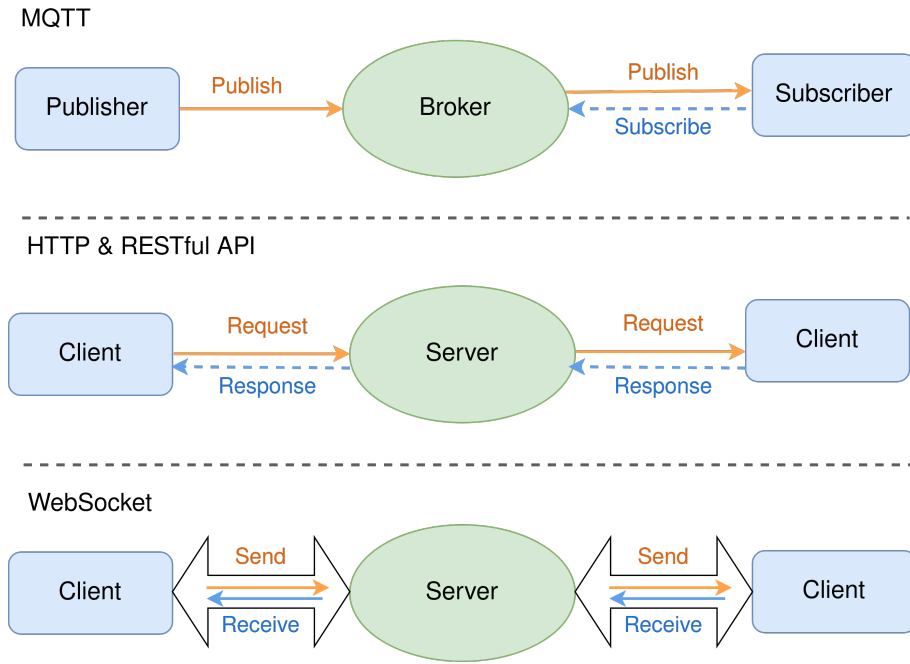 MQTT
Publisher
Publish
Broker
Publish
Subscribe
Subscriber
HTTP & RESTful API
Client
Request
Response
Server
Request
Response
Client
WebSocket
Client
Send
Receive
Server
Send
Receive
Client